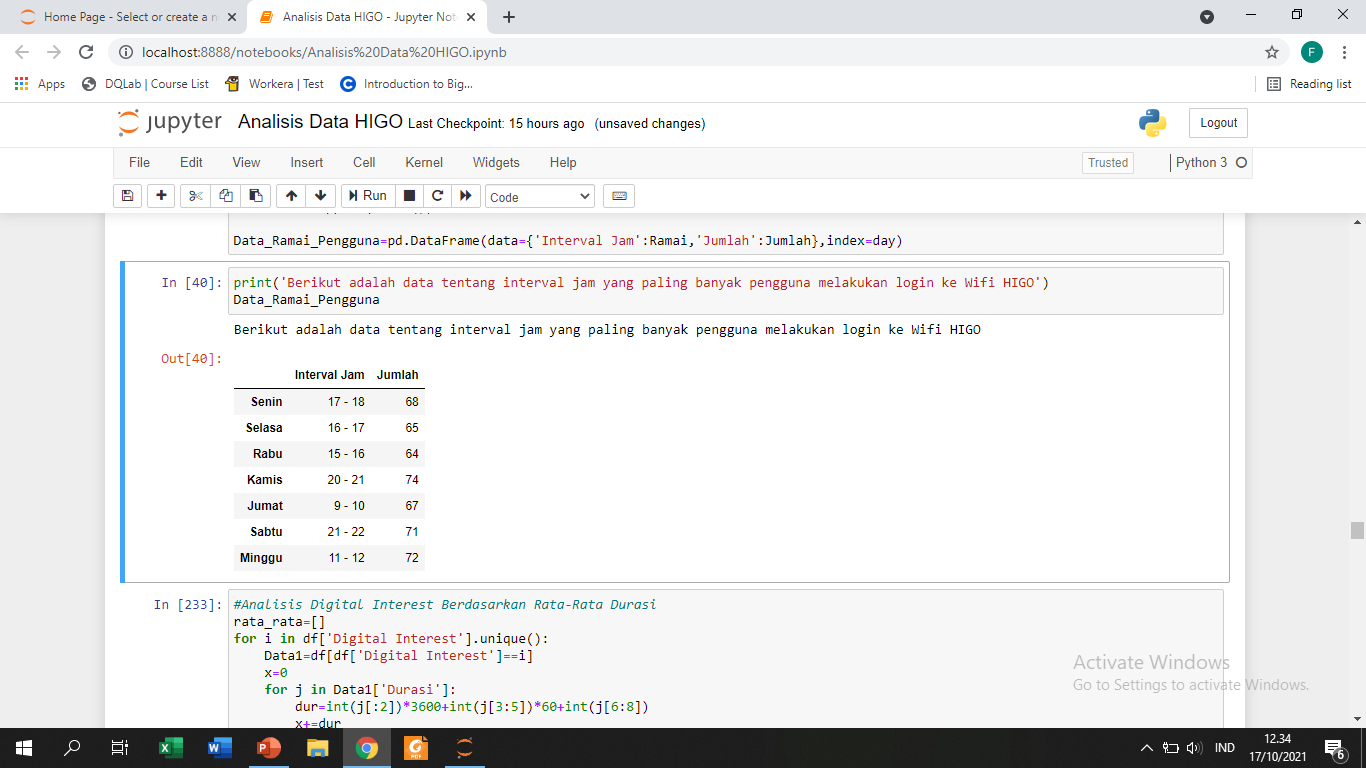 Home Page - Select or create a n
Analisis Data HIGO - Jupyter Not
localhost:8888/notebooks/Analisis%20Data%20HIGO.ipynb
F
Apps
DQLab | Course List
Workera | Test
Introduction to Big...
Reading list
jupyter Analisis Data HIGO Last Checkpoint: 15 hours ago (unsaved changes)
Logout
File Edit View Insert Cell Kernel Widgets Help
Trusted
Python 3
Run
Code
Data_Ramai_Pengguna=pd.DataFrame(data={'Interval Jam':Ramai,'Jumlah':Jumlah},index=day)
In [40]: print('Berikut adalah data tentang interval jam yang paling banyak pengguna melakukan login ke Wifi HIGO')
Data_Ramai_Pengguna
Berikut adalah data tentang interval jam yang paling banyak pengguna melakukan login ke Wifi HIGO
Out[40]:
Interval Jam Jumlah
Senin 17 - 18 68
Selasa 16 - 17 65
Rabu 15 - 16 64
Kamis 20 - 21 74
Jumat 9 - 10 67
Sabtu 21 - 22 71
Minggu 11 - 12 72
In [233]: #Analisis Digital Interest Berdasarkan Rata-Rata Durasi
rata_rata=[]
for i in df['Digital Interest'].unique():
Data1=df[df['Digital Interest']==i]
x=0
for j in Data1['Durasi']:
dur=int(j[:2])*3600+int(j[3:5])*60+int(j[6:8])
x+=dur
Activate Windows
Go to Settings to activate Windows.
IND
12.34
17/10/2021
6